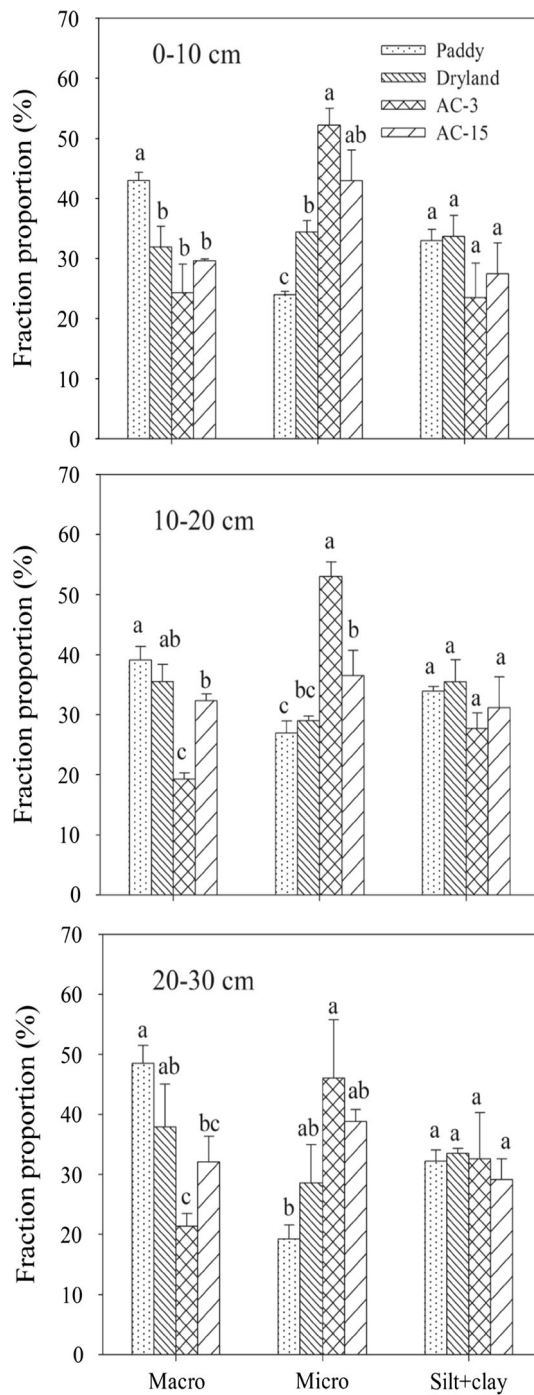 70
60
50
40
30
20
10
0
Fraction proportion (%)
0-10 cm
Paddy
Dryland
AC-3
AC-15
a
b
b
b
c
b
a
ab
a
a
a
a
70
60
50
40
30
20
10
0
Fraction proportion (%)
10-20 cm
a
ab
c
b
c
bc
a
b
a
a
a
a
70
60
50
40
30
20
10
0
Fraction proportion (%)
20-30 cm
a
ab
c
bc
b
ab
a
ab
a
a
a
a
Macro Micro Silt+clay